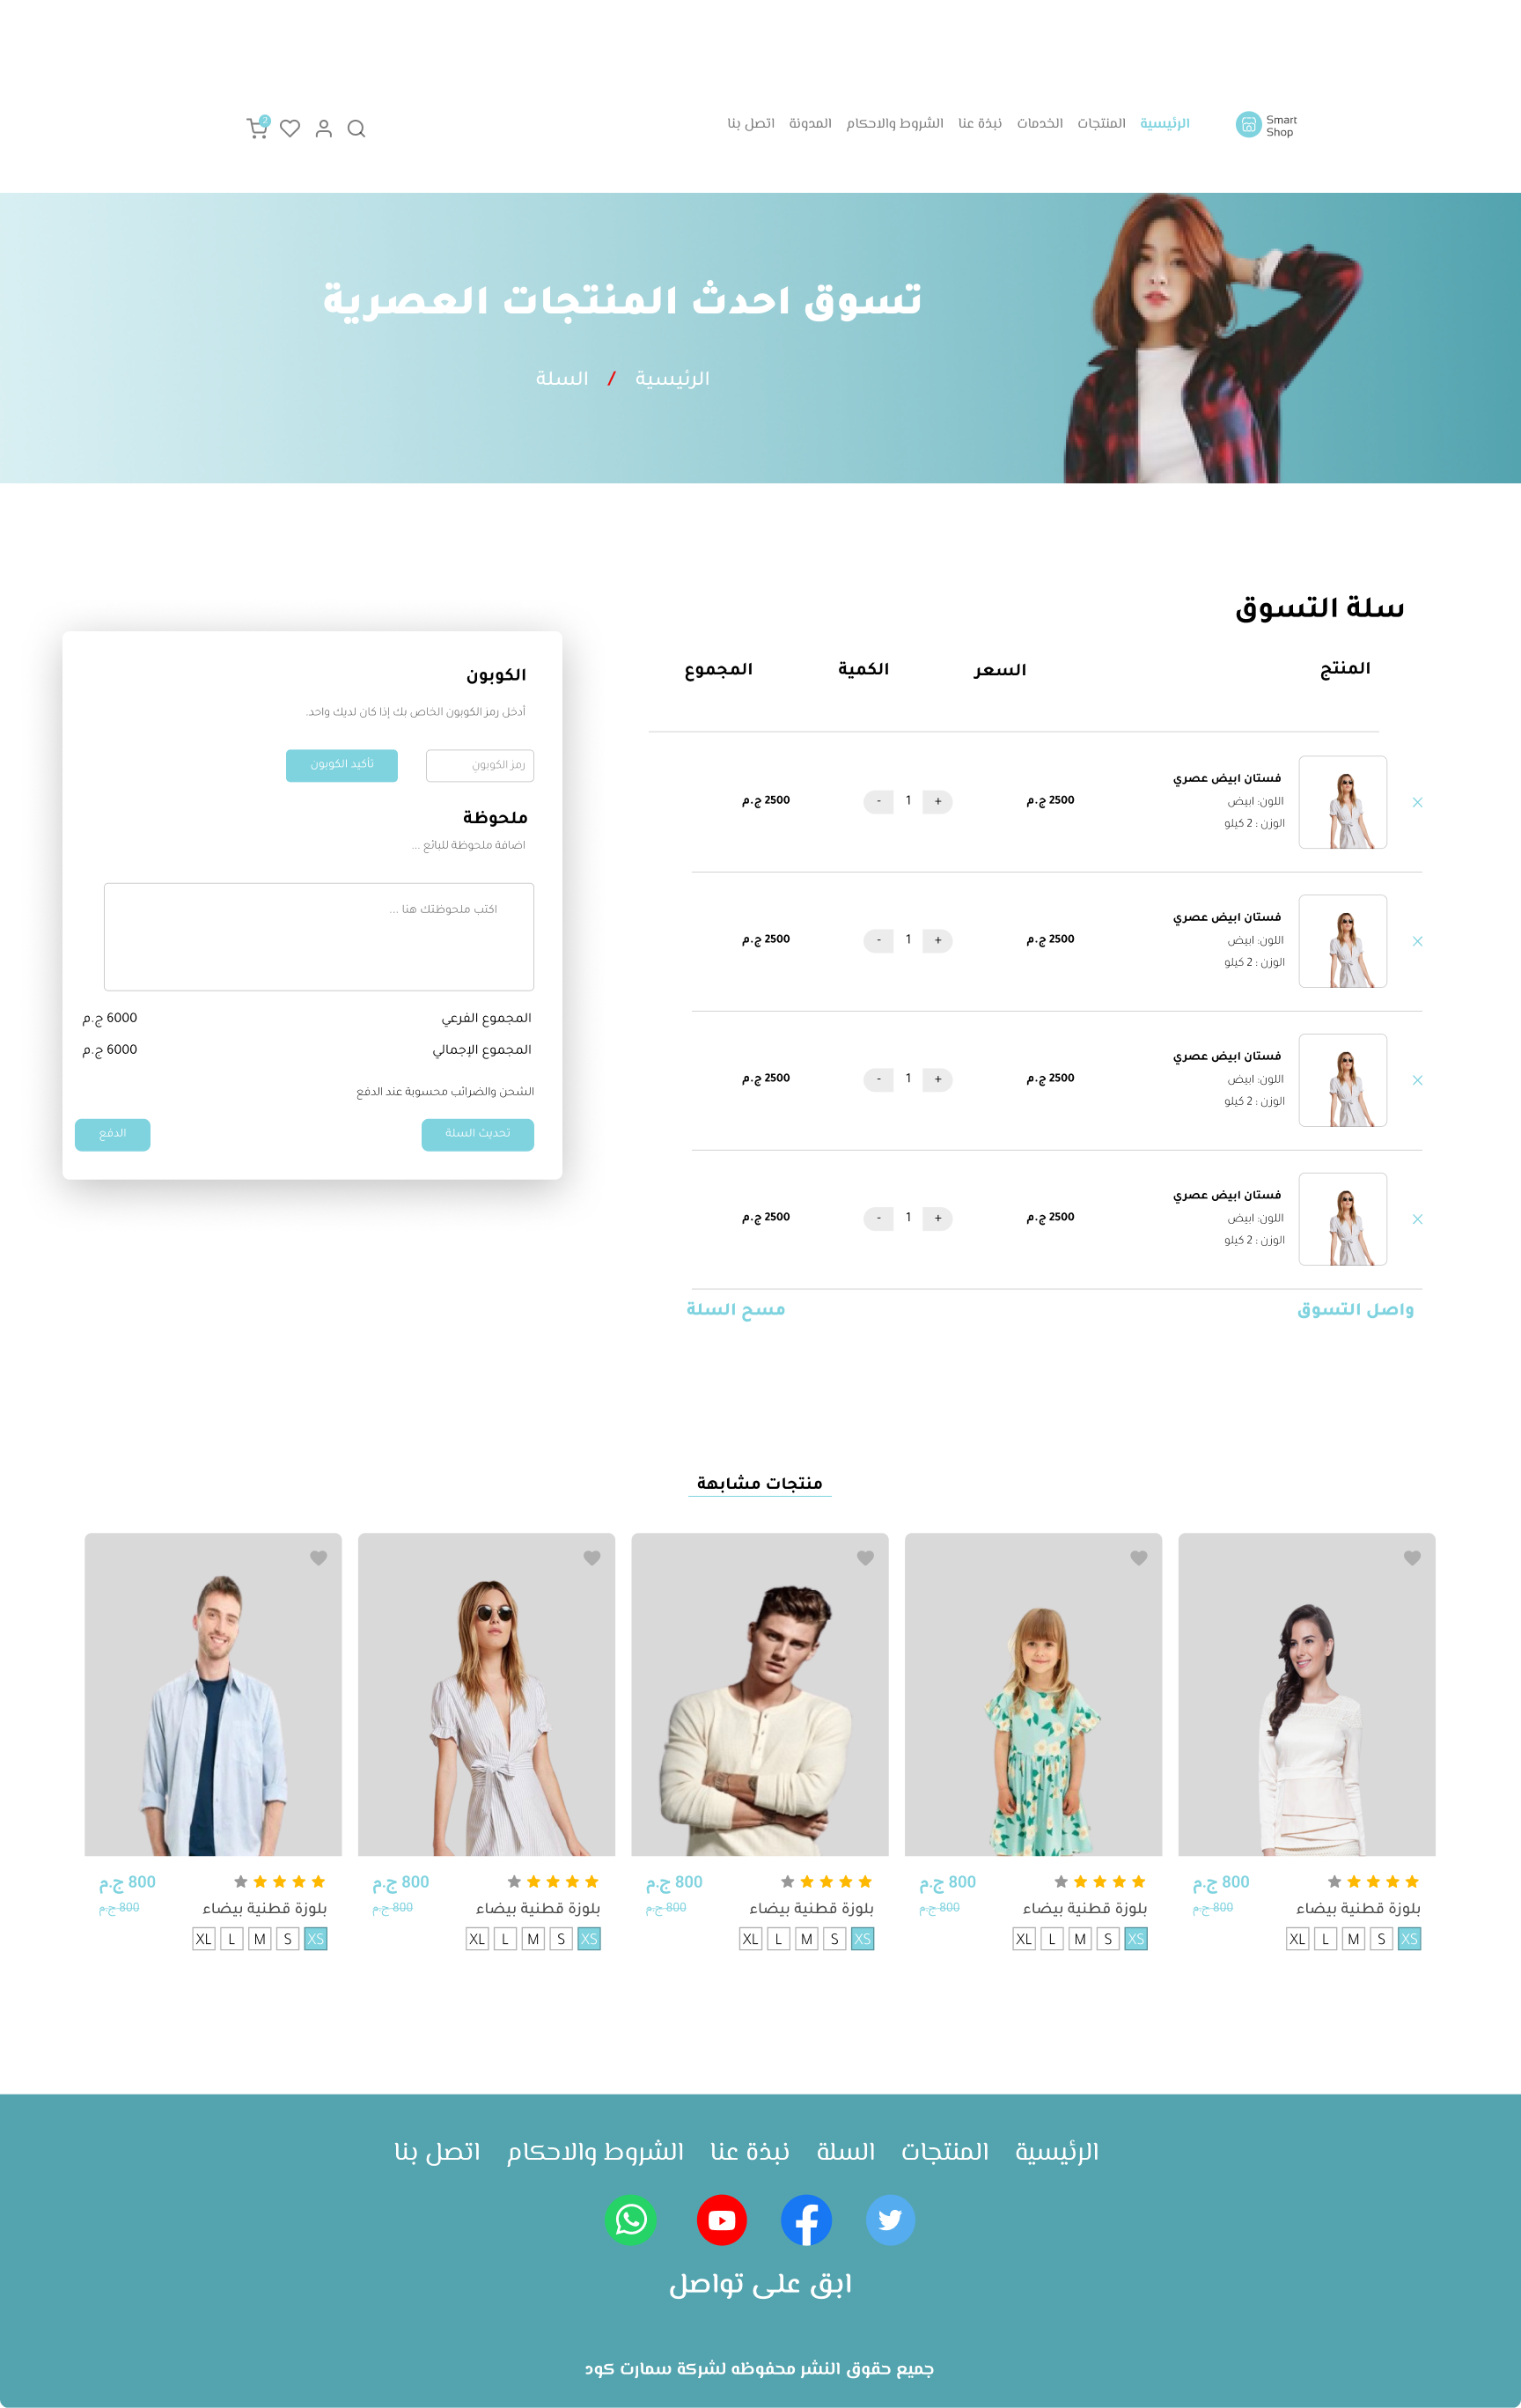 Smart
Shop
الرئيسية المنتجات الخدمات نبذة عنا الشروط والاحكام المدونة اتصل بنا
2
تسوق احدث المنتجات العصرية
الرئيسية / السلة
سلة التسوق
المنتج السعر الكمية المجموع
فستان ابيض عصري
اللون: ابيض
الوزن : 2 كيلو
2500 ج.م + 1 - 2500 ج.م
فستان ابيض عصري
اللون: ابيض
الوزن : 2 كيلو
2500 ج.م + 1 - 2500 ج.م
فستان ابيض عصري
اللون: ابيض
الوزن : 2 كيلو
2500 ج.م + 1 - 2500 ج.م
فستان ابيض عصري
اللون: ابيض
الوزن : 2 كيلو
2500 ج.م + 1 - 2500 ج.م
واصل التسوق مسح السلة
الكوبون
أدخل رمز الكوبون الخاص بك إذا كان لديك واحد.
رمز الكوبون تأكيد الكوبون
ملحوظة
اضافة ملحوظة للبائع ...
اكتب ملحوظتك هنا ...
المجموع الفرعي 6000 ج.م
المجموع الإجمالي 6000 ج.م
الشحن والضرائب محسوبة عند الدفع
تحديث السلة الدفع
منتجات مشابهة
800 ج.م
بلوزة قطنية بيضاء 800 ج.م
XS S M L XL
800 ج.م
بلوزة قطنية بيضاء 800 ج.م
XS S M L XL
800 ج.م
بلوزة قطنية بيضاء 800 ج.م
XS S M L XL
800 ج.م
بلوزة قطنية بيضاء 800 ج.م
XS S M L XL
800 ج.م
بلوزة قطنية بيضاء 800 ج.م
XS S M L XL
الرئيسية المنتجات السلة نبذة عنا الشروط والاحكام اتصل بنا
ابق على تواصل
جميع حقوق النشر محفوظه لشركة سمارت كود